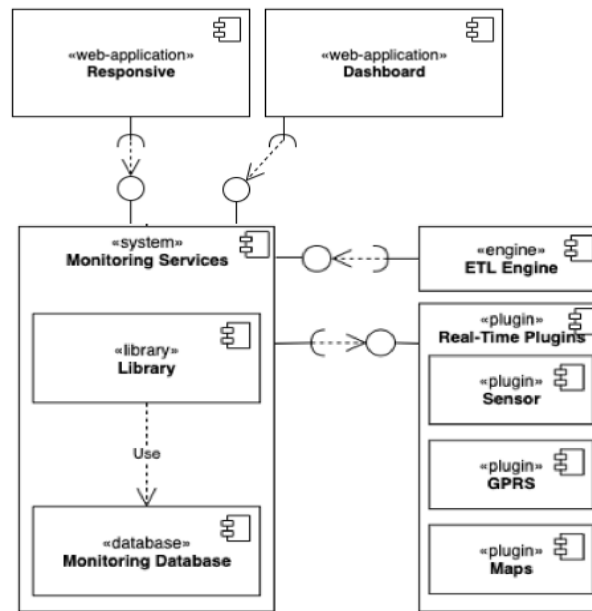 «web-application»
Responsive
«web-application»
Dashboard
«system»
Monitoring Services
«engine»
ETL Engine
«library»
Library
Use
«database»
Monitoring Database
«plugin»
Real-Time Plugins
«plugin»
Sensor
«plugin»
GPRS
«plugin»
Maps